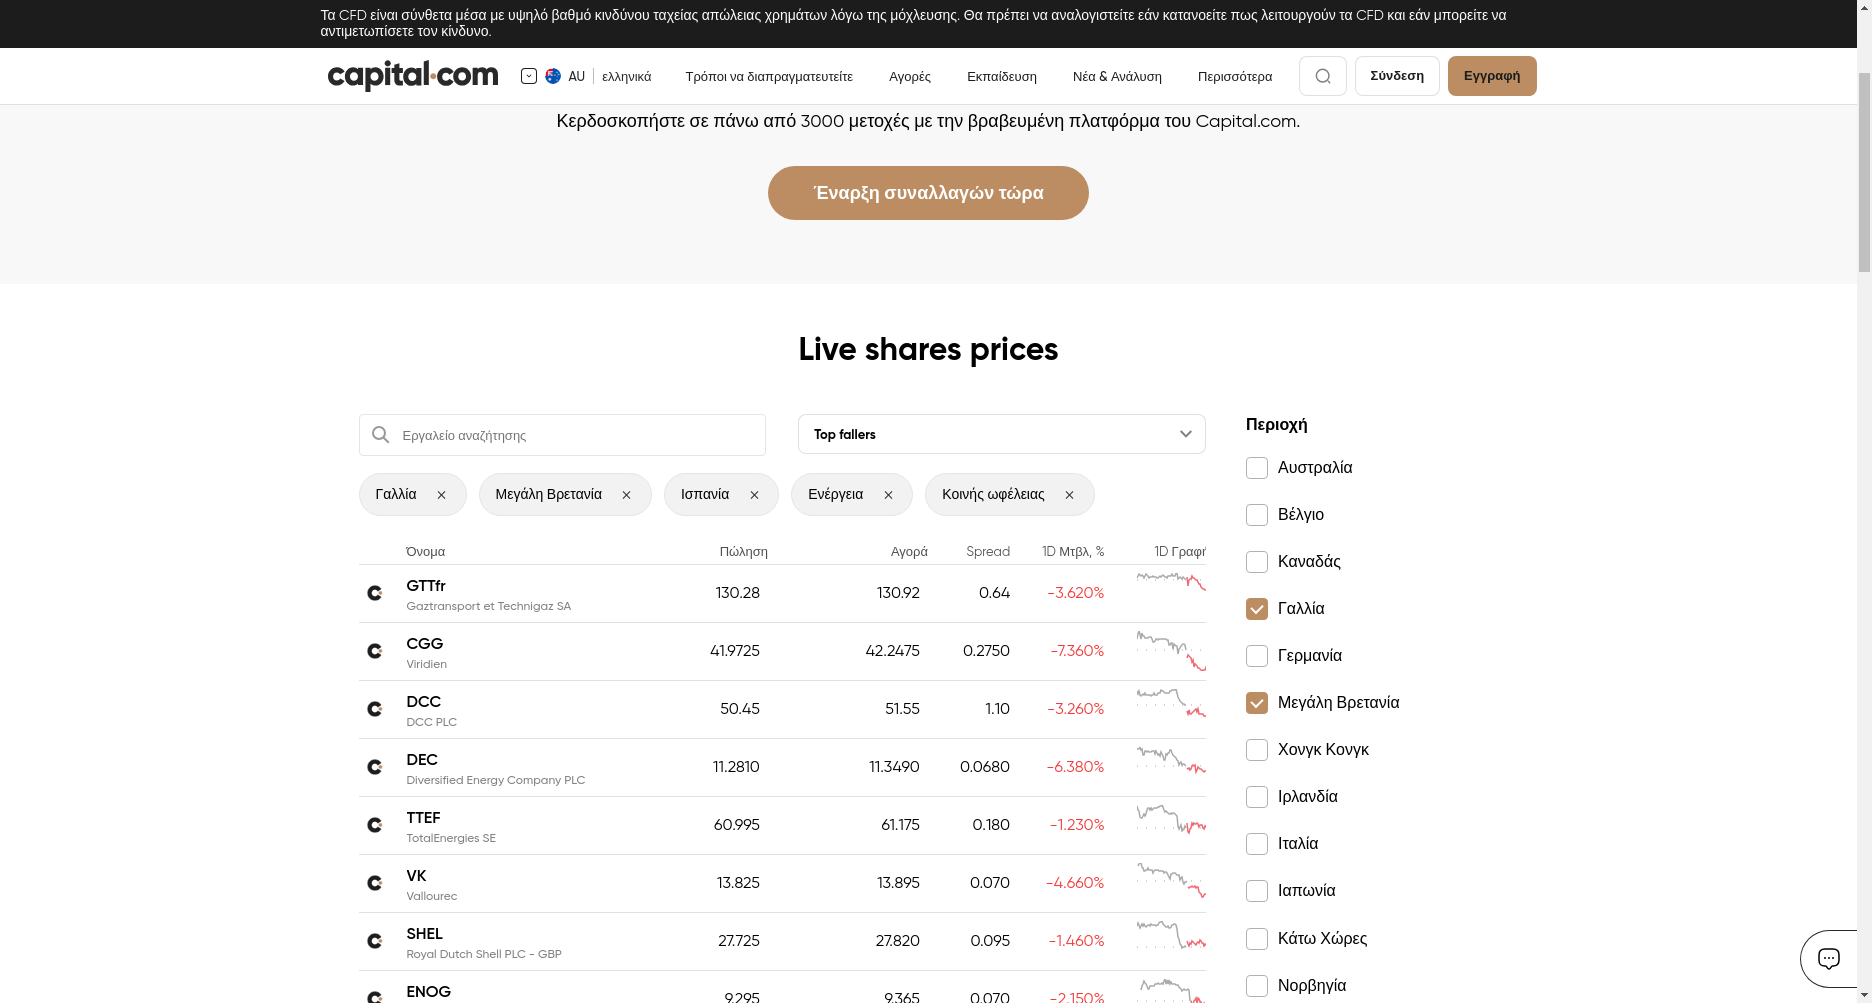 Τα CFD είναι σύνθετα μέσα με υψηλό βαθμό κινδύνου ταχείας απώλειας χρημάτων λόγω της μόχλευσης. Θα πρέπει να αναλογιστείτε εάν κατανοείτε πως λειτουργούν τα CFD και εάν μπορείτε να
αντιμετωπίσετε τον κίνδυνο.
capital.com AU ελληνικά Τρόποι να διαπραγματευτείτε Αγορές Εκπαίδευση Νέα & Ανάλυση Περισσότερα Σύνδεση Εγγραφή
Κερδοσκοπήστε σε πάνω από 3000 μετοχές με την βραβευμένη πλατφόρμα του Capital.com.
Έναρξη συναλλαγών τώρα
Live shares prices
Εργαλείο αναζήτησης
Top fallers
Γαλλία
Μεγάλη Βρετανία
Ισπανία
Ενέργεια
Κοινής ωφέλειας
Όνομα Πώληση Αγορά Spread 1D Μτβλ, % 1D Γραφή
GTTfr 130.28 130.92 0.64 -3.620%
Gaztransport et Technigaz SA
CGG 41.9725 42.2475 0.2750 -7.360%
Viridien
DCC 50.45 51.55 1.10 -3.260%
DCC PLC
DEC 11.2810 11.3490 0.0680 -6.380%
Diversified Energy Company PLC
TTEF 60.995 61.175 0.180 -1.230%
TotalEnergies SE
VK 13.825 13.895 0.070 -4.660%
Vallourec
SHEL 27.725 27.820 0.095 -1.460%
Royal Dutch Shell PLC - GBP
ENOG 9.295 9.365 0.070 -2.150%
Περιοχή
Αυστραλία
Βέλγιο
Καναδάς
Γαλλία
Γερμανία
Μεγάλη Βρετανία
Χονγκ Κονγκ
Ιρλανδία
Ιταλία
Ιαπωνία
Κάτω Χώρες
Νορβηγία